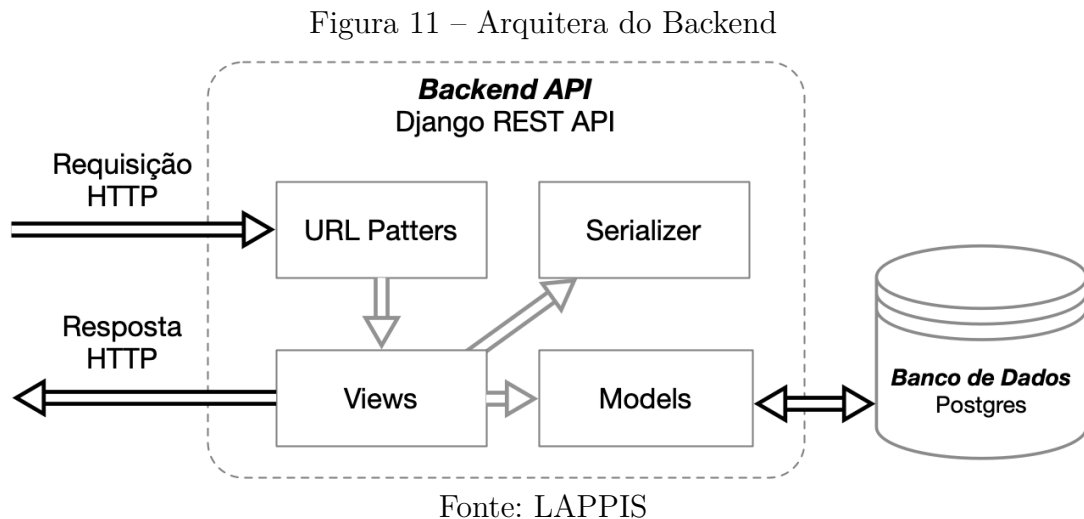 Figura 11 – Arquitera do Backend
Backend API
Django REST API
Requisição
HTTP
URL Patters
Serializer
Resposta
HTTP
Views
Models
Banco de Dados
Postgres
Fonte: LAPPIS